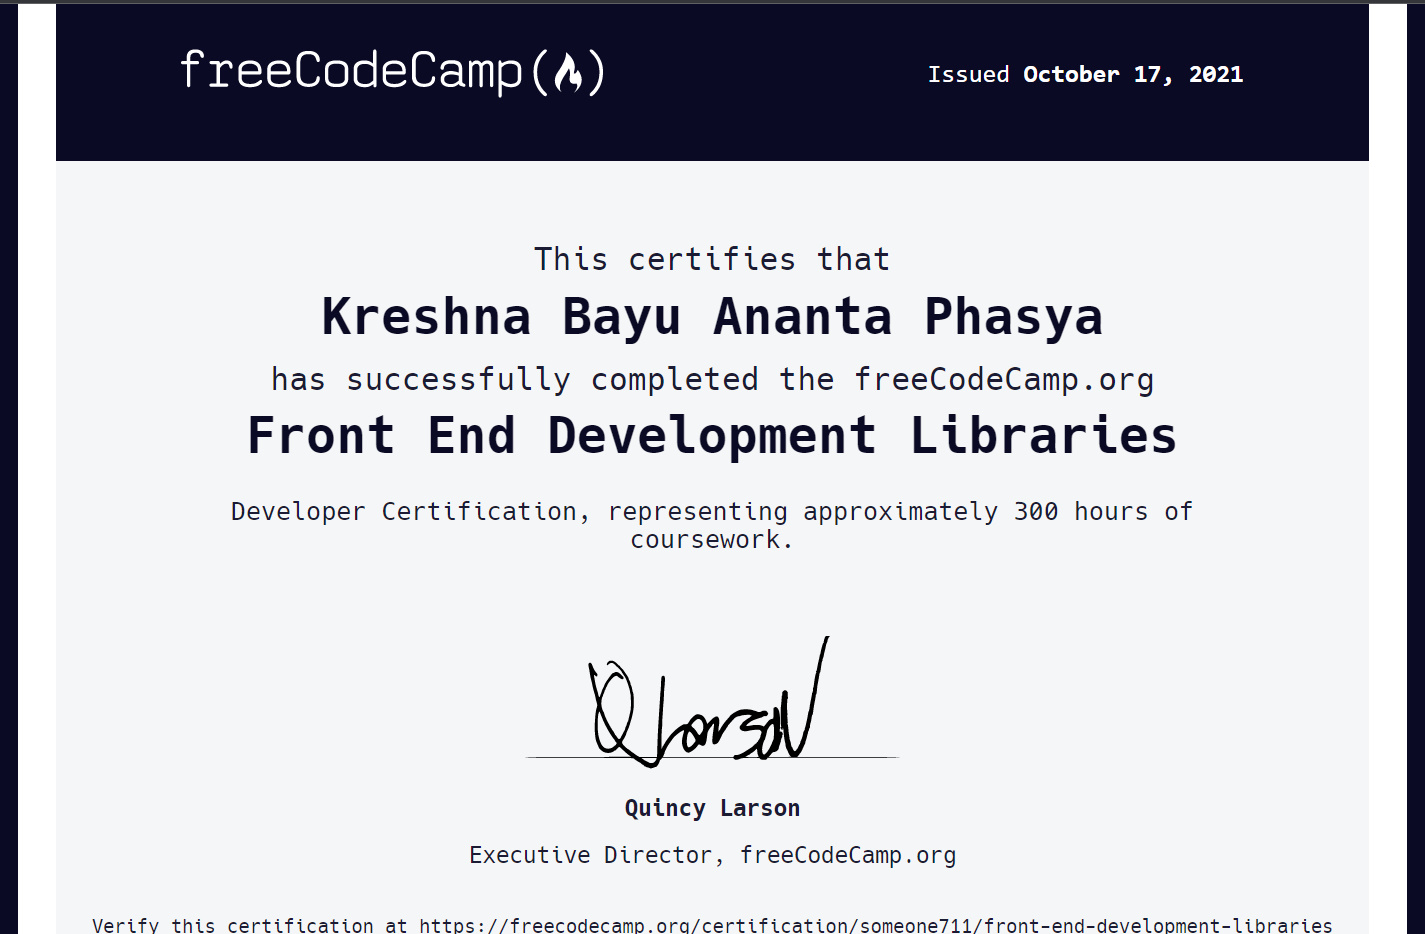 freeCodeCamp
Issued October 17, 2021
This certifies that
Kreshna Bayu Ananta Phasya
has successfully completed the freeCodeCamp.org
Front End Development Libraries
Developer Certification, representing approximately 300 hours of
coursework.
Q Larson
Quincy Larson
Executive Director, freeCodeCamp.org
Verify this certification at https://freecodecamp.org/certification/someone711/front-end-development-libraries